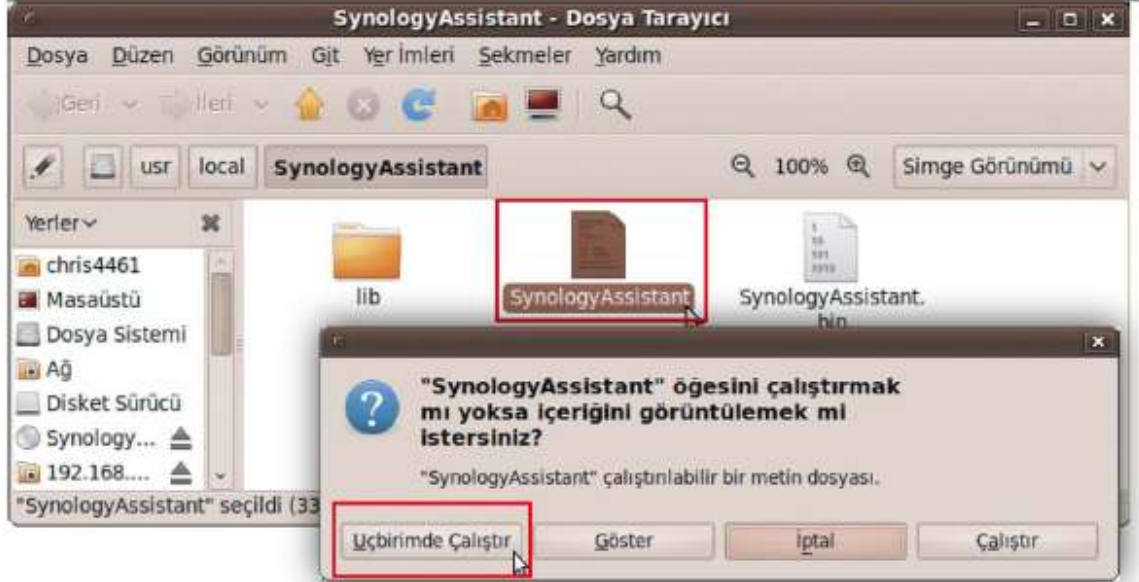 SynologyAssistant - Dosya Tarayıcı
Dosya Düzen Görünüm Git Yer İmleri Sekmeler Yardım
Geri İleri
usr local SynologyAssistant 100% Simge Görünümü
Yerler
chris4461
Masaüstü
Dosya Sistemi
Ağ
Disket Sürücü
Synology...
192.168....
lib
SynologyAssistant
SynologyAssistant.
bin
"SynologyAssistant" seçildi (33
"SynologyAssistant" öğesini çalıştırmak
mı yoksa içeriğini görüntülemek mi
istersiniz?
"SynologyAssistant" çalıştırılabilir bir metin dosyası.
Uçbirimde Çalıştır Göster İptal Çalıştır